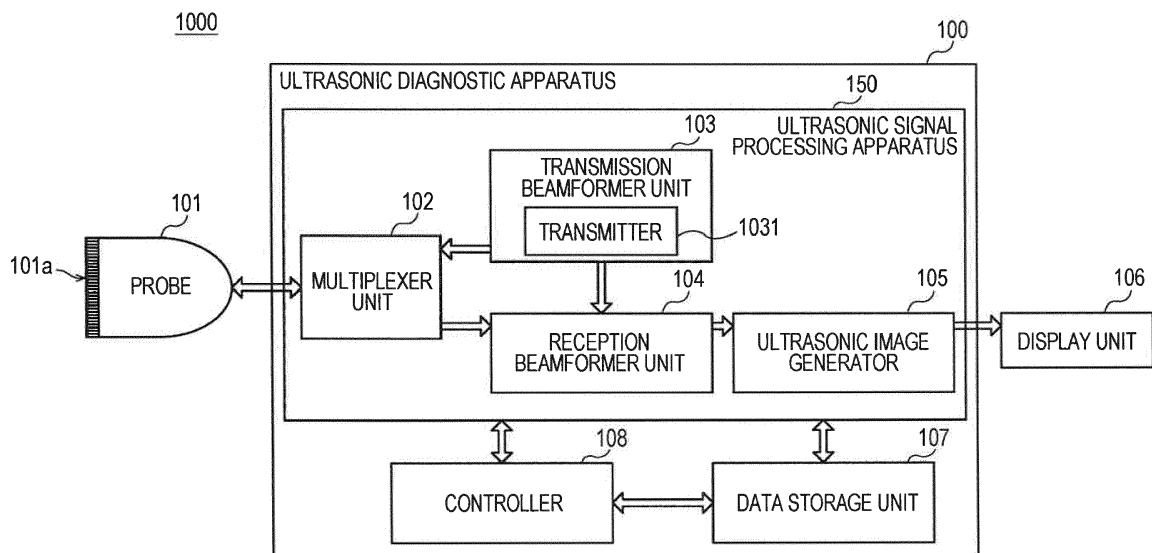 1000
100
ULTRASONIC DIAGNOSTIC APPARATUS
150
ULTRASONIC SIGNAL
PROCESSING APPARATUS
103
TRANSMISSION
BEAMFORMER UNIT
TRANSMITTER
1031
101
101a
PROBE
102
MULTIPLEXER
UNIT
104
RECEPTION
BEAMFORMER UNIT
105
ULTRASONIC IMAGE
GENERATOR
106
DISPLAY UNIT
108
CONTROLLER
107
DATA STORAGE UNIT